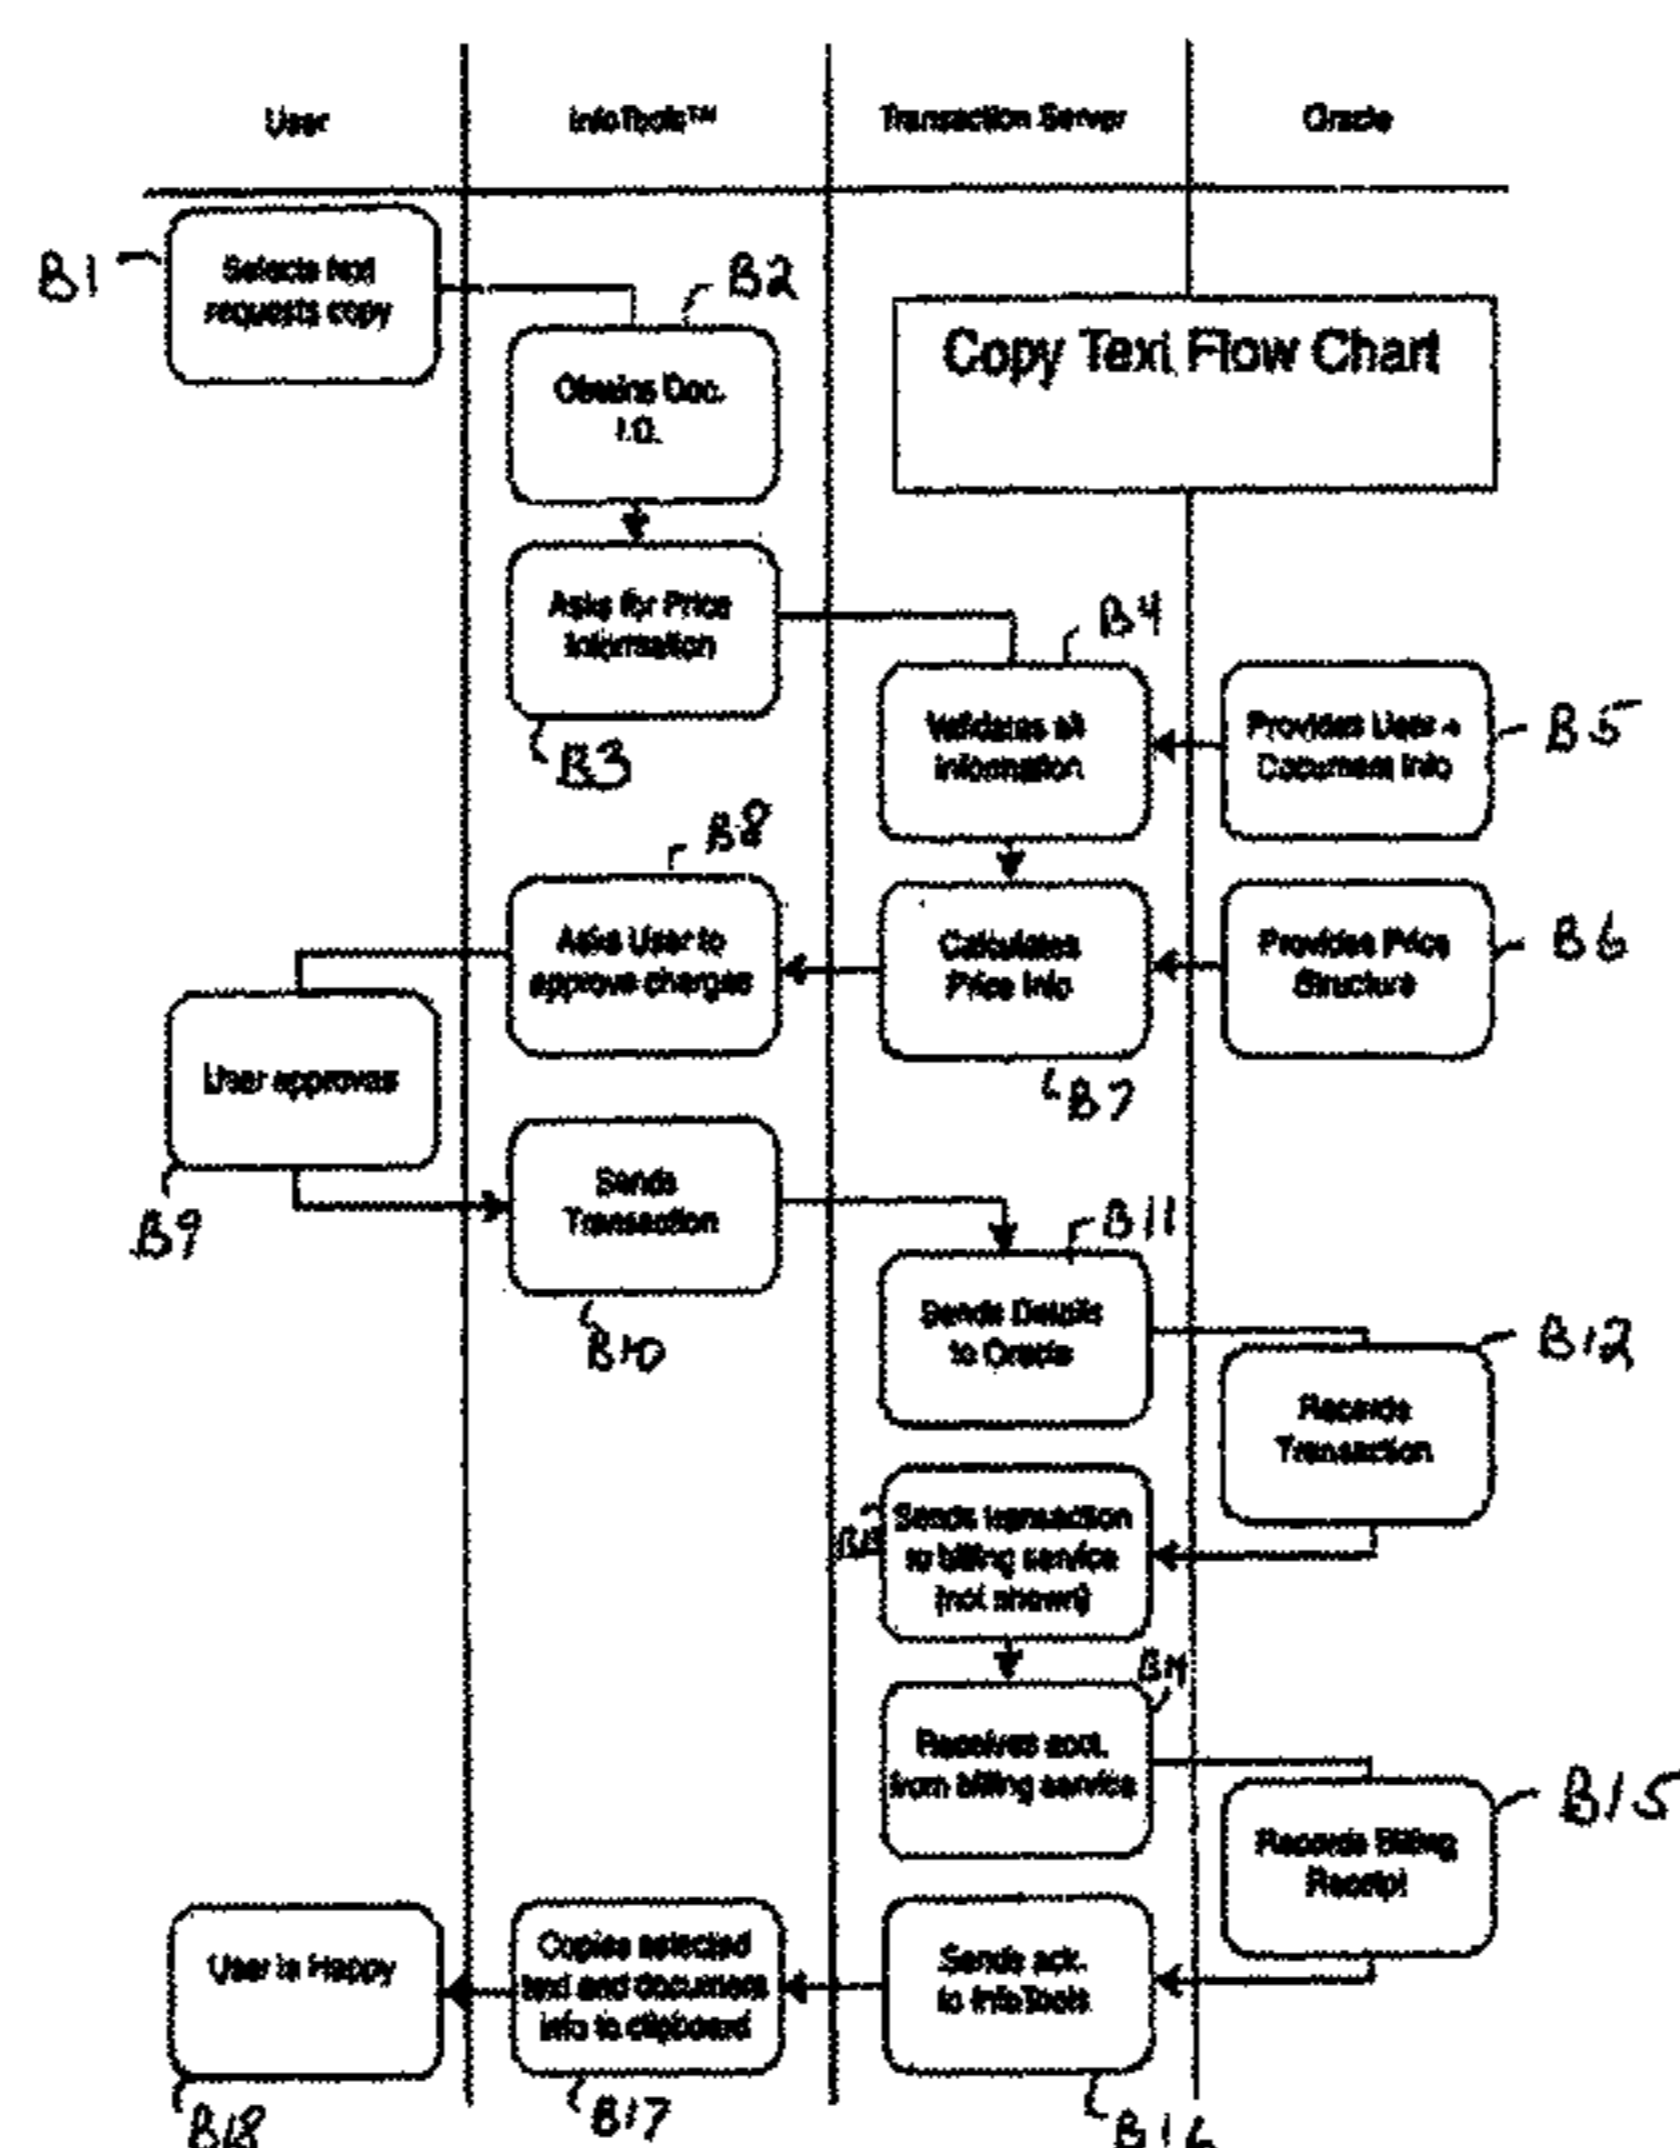 User
InfoTools™
Transaction Server
Oracle
B1
Selects text
requests copy
B2
Obtains Doc.
I.D.
Copy Text Flow Chart
Asks for Price
Information
B3
B4
Validates all
information
Provides User +
Document Info
B5
B8
Asks User to
approve charges
Calculates
Price Info
Provides Price
Structure
B6
B7
User approves
B9
Sends
Transaction
B10
B11
Sends Details
to Oracle
B12
Records
Transaction
Sends transaction
to billing service
(not shown)
B14
Receives
from billing service
B15
Records Billing
Receipt
User is Happy
Copies selected
text and document
info to clipboard
Sends ack.
to InfoTools
B18
B17
B16